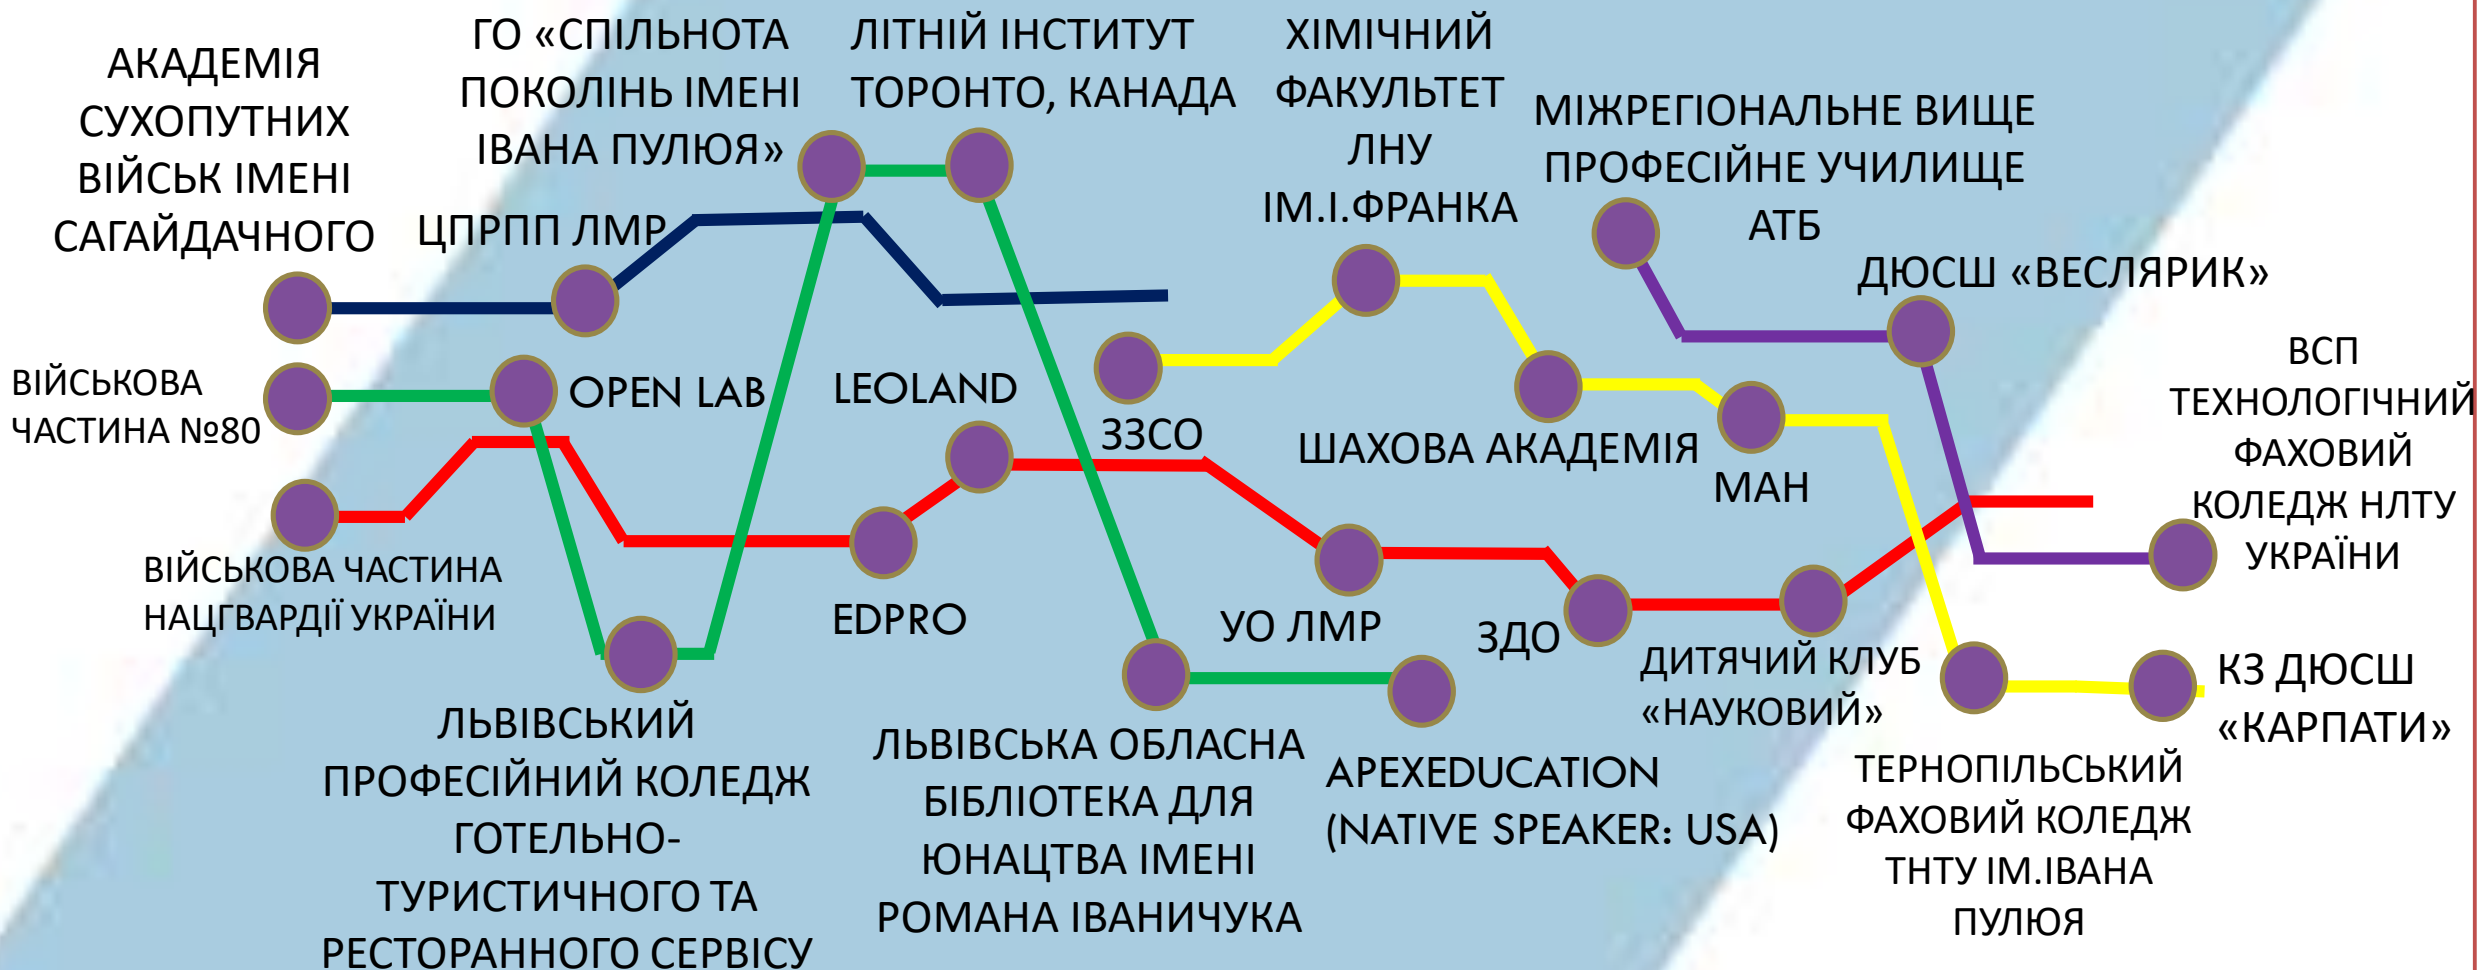 АКАДЕМІЯ
СУХОПУТНИХ
ВІЙСЬК ІМЕНІ
САГАЙДАЧНОГО
ГО «СПІЛЬНОТА
ПОКОЛІНЬ ІМЕНІ
ІВАНА ПУЛЮЯ»
ЛІТНІЙ ІНСТИТУТ
ТОРОНТО, КАНАДА
ХІМІЧНИЙ
ФАКУЛЬТЕТ
ЛНУ
ІМ.І.ФРАНКА
МІЖРЕГІОНАЛЬНЕ ВИЩЕ
ПРОФЕСІЙНЕ УЧИЛИЩЕ
АТБ
ЦПРПП ЛМР
ДЮСШ «ВЕСЛЯРИК»
ВІЙСЬКОВА
ЧАСТИНА №80
OPEN LAB
LEOLAND
ЗЗСО
ШАХОВА АКАДЕМІЯ
МАН
ВСП
ТЕХНОЛОГІЧНИЙ
ФАХОВИЙ
КОЛЕДЖ НЛТУ
УКРАЇНИ
ВІЙСЬКОВА ЧАСТИНА
НАЦГВАРДІЇ УКРАЇНИ
EDPRO
УО ЛМР
ЗДО
ДИТЯЧИЙ КЛУБ
«НАУКОВИЙ»
КЗ ДЮСШ
«КАРПАТИ»
ЛЬВІВСЬКИЙ
ПРОФЕСІЙНИЙ КОЛЕДЖ
ГОТЕЛЬНО-
ТУРИСТИЧНОГО ТА
РЕСТОРАННОГО СЕРВІСУ
ЛЬВІВСЬКА ОБЛАСНА
БІБЛІОТЕКА ДЛЯ
ЮНАЦТВА ІМЕНІ
РОМАНА ІВАНИЧУКА
APEXEDUCATION
(NATIVE SPEAKER: USA)
ТЕРНОПІЛЬСЬКИЙ
ФАХОВИЙ КОЛЕДЖ
ТНТУ ІМ.ІВАНА
ПУЛЮЯ